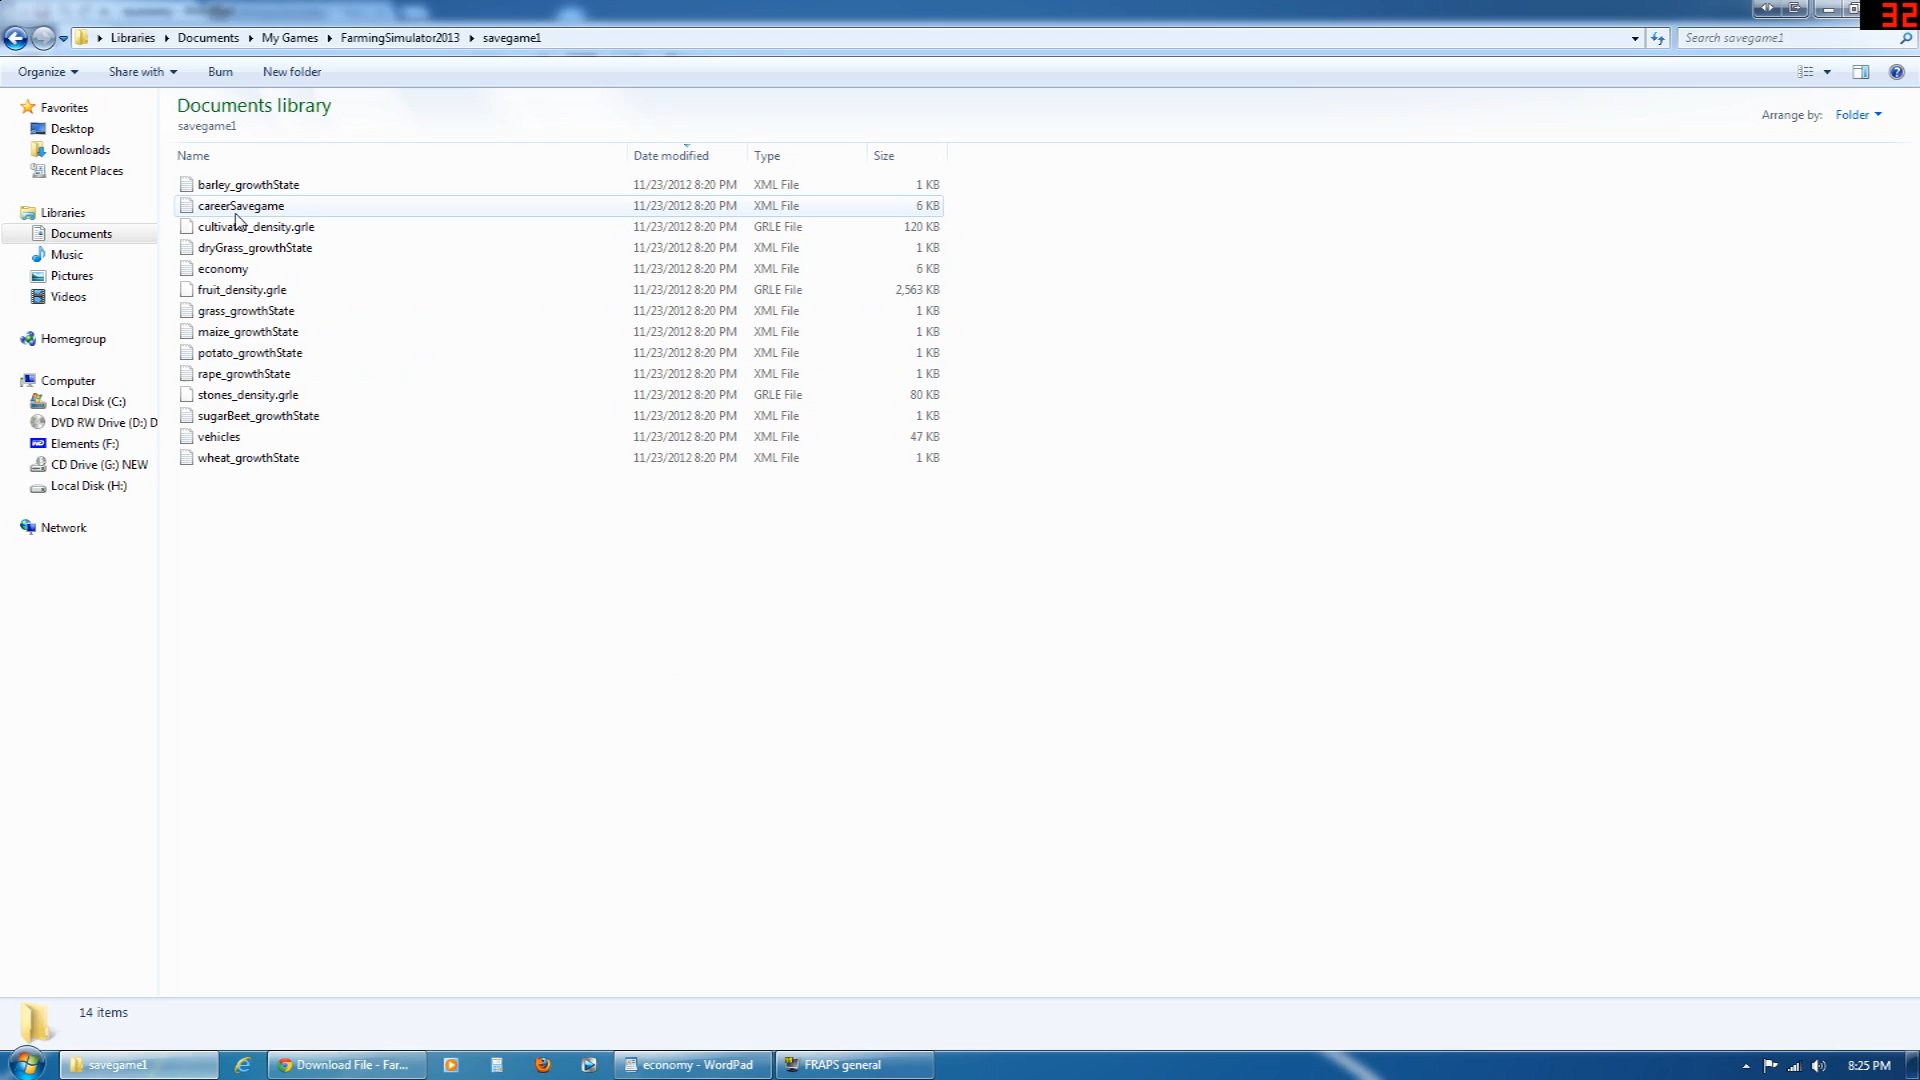 32
Libraries Documents My Games FarmingSimulator2013 savegame1
Search savegame1
Organize Share with Burn New folder
Favorites
Desktop
Downloads
Recent Places
Libraries
Documents
Music
Pictures
Videos
Homegroup
Computer
Local Disk (C:)
DVD RW Drive (D:) D
Elements (F:)
CD Drive (G:) NEW
Local Disk (H:)
Network
Documents library
savegame1
Arrange by: Folder
Name Date modified Type Size
barley_growthState 11/23/2012 8:20 PM XML File 1 KB
careerSavegame 11/23/2012 8:20 PM XML File 6 KB
cultivator_density.grle 11/23/2012 8:20 PM GRLE File 120 KB
dryGrass_growthState 11/23/2012 8:20 PM XML File 1 KB
economy 11/23/2012 8:20 PM XML File 6 KB
fruit_density.grle 11/23/2012 8:20 PM GRLE File 2,563 KB
grass_growthState 11/23/2012 8:20 PM XML File 1 KB
maize_growthState 11/23/2012 8:20 PM XML File 1 KB
potato_growthState 11/23/2012 8:20 PM XML File 1 KB
rape_growthState 11/23/2012 8:20 PM XML File 1 KB
stones_density.grle 11/23/2012 8:20 PM GRLE File 80 KB
sugarBeet_growthState 11/23/2012 8:20 PM XML File 1 KB
vehicles 11/23/2012 8:20 PM XML File 47 KB
wheat_growthState 11/23/2012 8:20 PM XML File 1 KB
14 items
savegame1 Download File - Far... economy - WordPad FRAPS general 8:25 PM